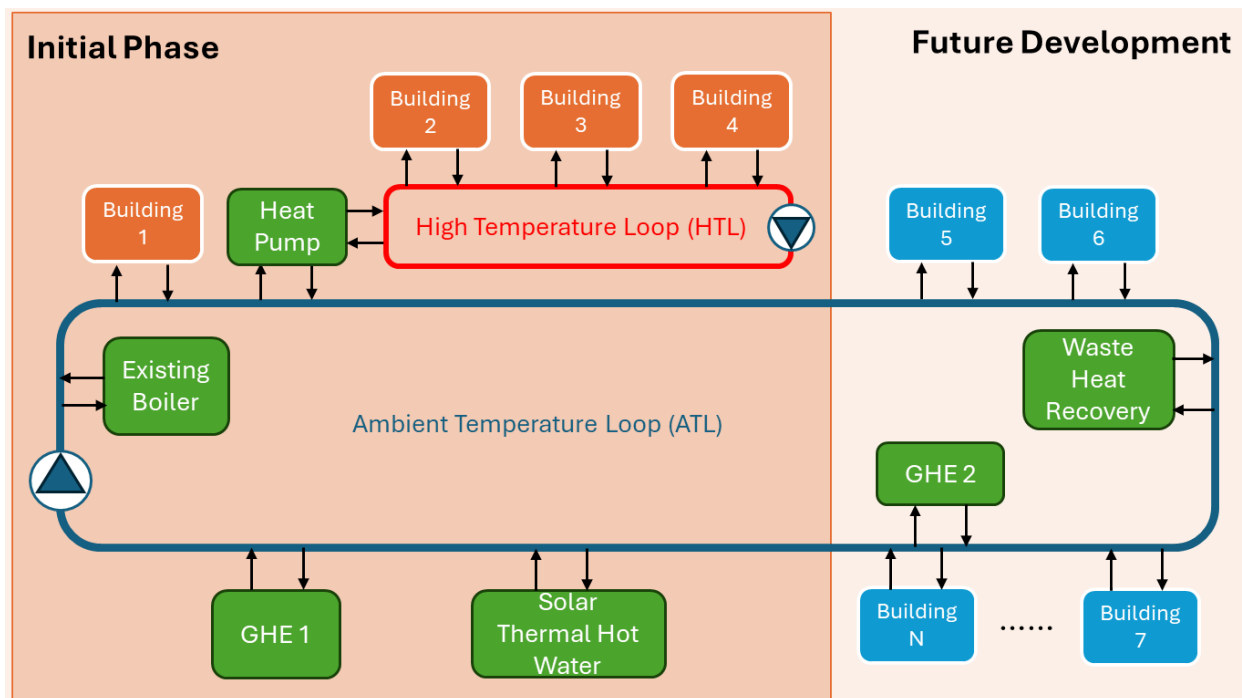 Initial Phase
Future Development
Building
2
Building
3
Building
4
Building
1
Heat
Pump
High Temperature Loop (HTL)
Building
5
Building
6
Existing
Boiler
Waste
Heat
Recovery
Ambient Temperature Loop (ATL)
GHE 2
GHE 1
Solar
Thermal Hot
Water
Building
N
......
Building
7